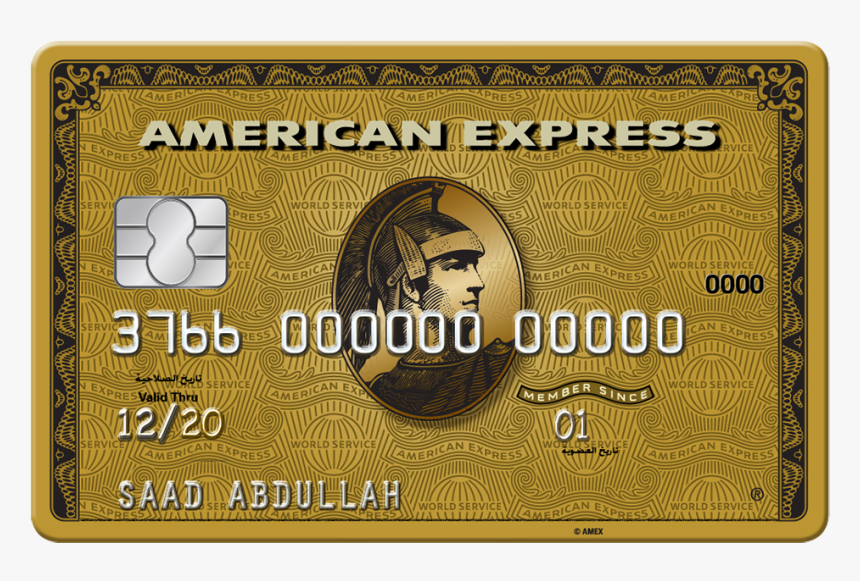 AMERICAN EXPRESS
0000
3766 000000 00000
تاريخ الصلاحية
Valid Thru
MEMBER SINCE
12/20
01
تاريخ العضوية
SAAD ABDULLAH
®
© AMEX